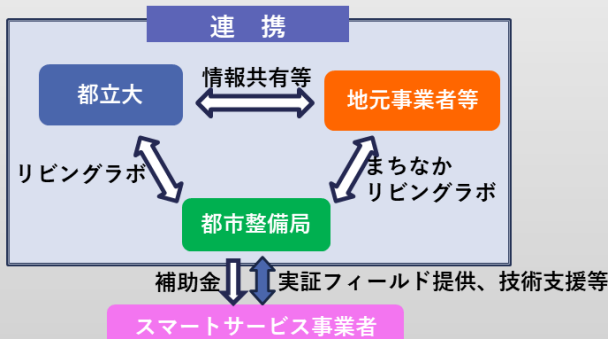 連 携
都立大
情報共有等
地元事業者等
リビングラボ
まちなか
リビングラボ
都市整備局
補助金
実証フィールド提供、技術支援等
スマートサービス事業者